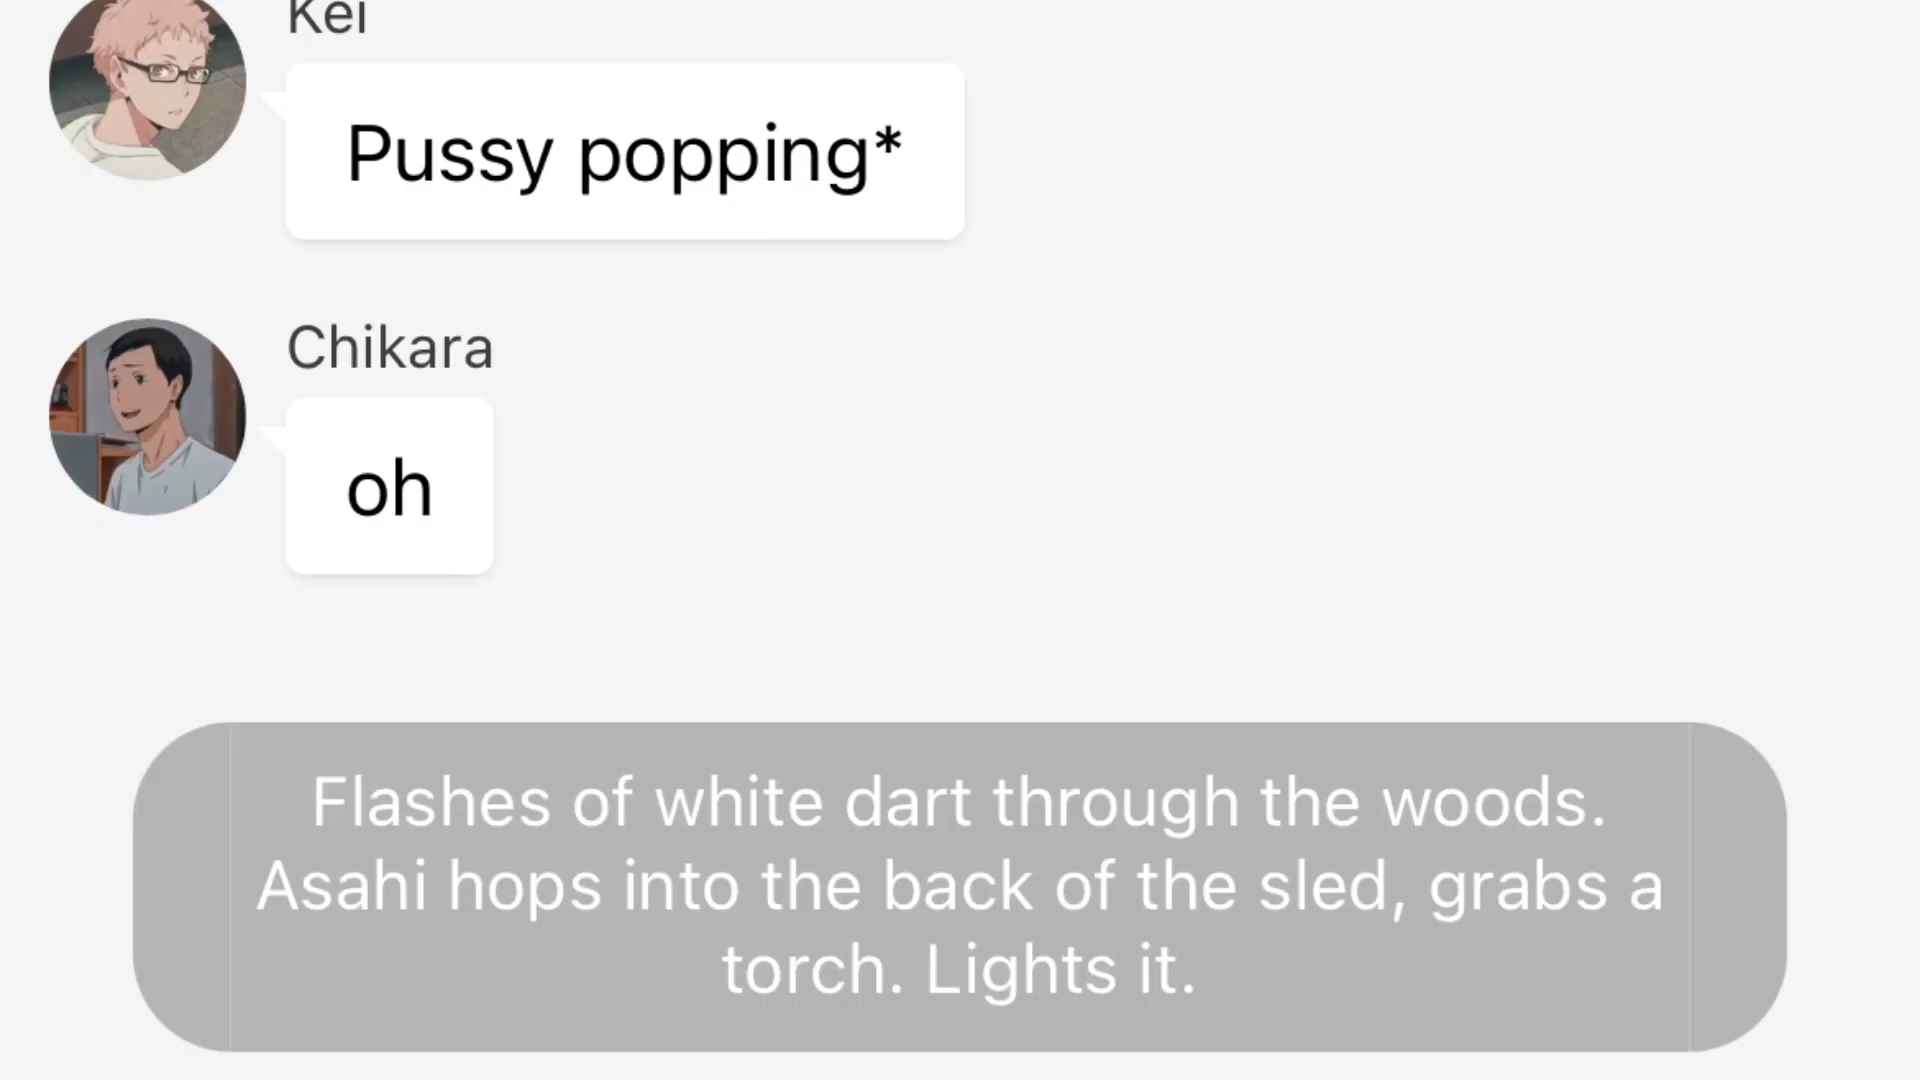 Kei
Pussy popping*
Chikara
oh
Flashes of white dart through the woods.
Asahi hops into the back of the sled, grabs a
torch. Lights it.